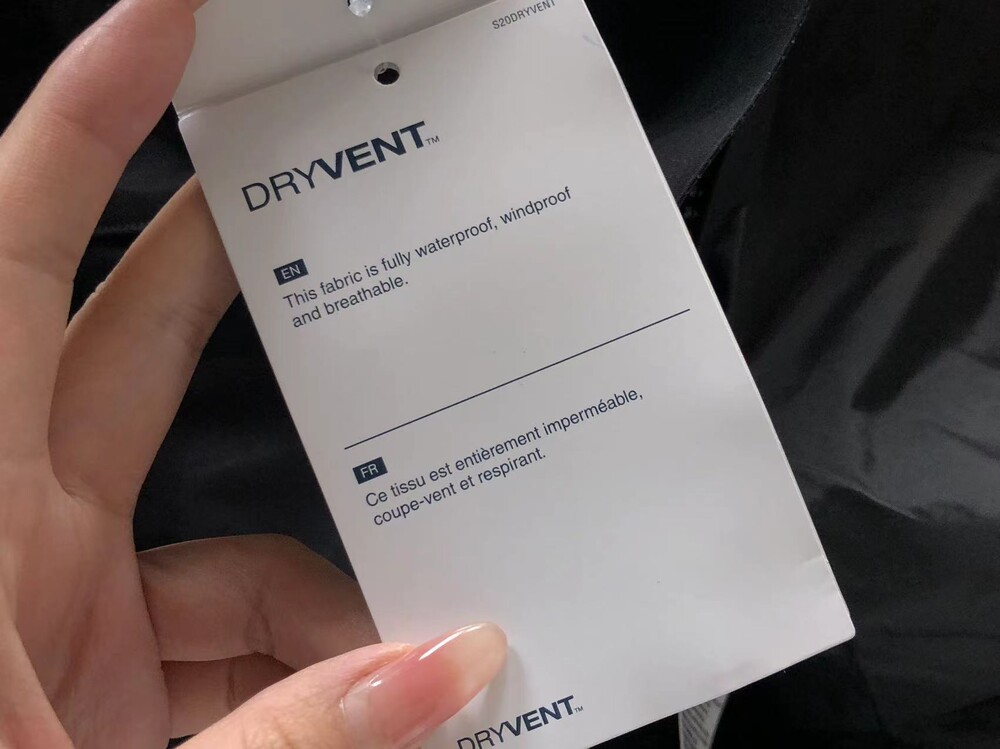 S20DRYVENT
DRYVENT™
EN
This fabric is fully waterproof, windproof
and breathable.
FR
Ce tissu est entièrement imperméable,
coupe-vent et respirant.
DRYVENT™